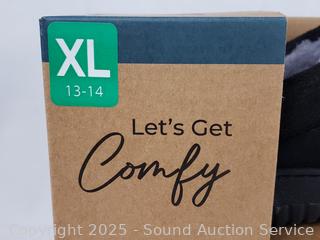 XL
13-14
Let's Get
Comfy
Copyright 2025 - Sound Auction Service